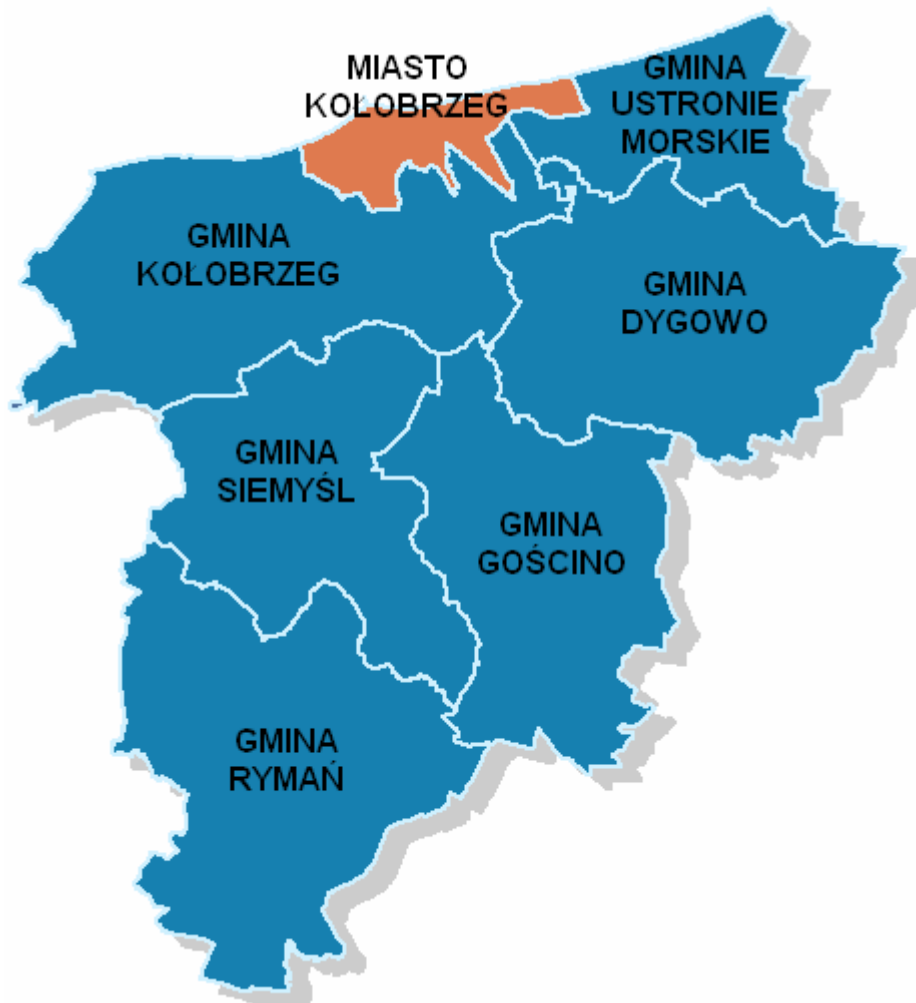 MIASTO
KOŁOBRZEG
GMINA
USTRONIE
MORSKIE
GMINA
KOŁOBRZEG
GMINA
DYGOWO
GMINA
SIEMYŚL
GMINA
GOŚCINO
GMINA
RYMAŃ